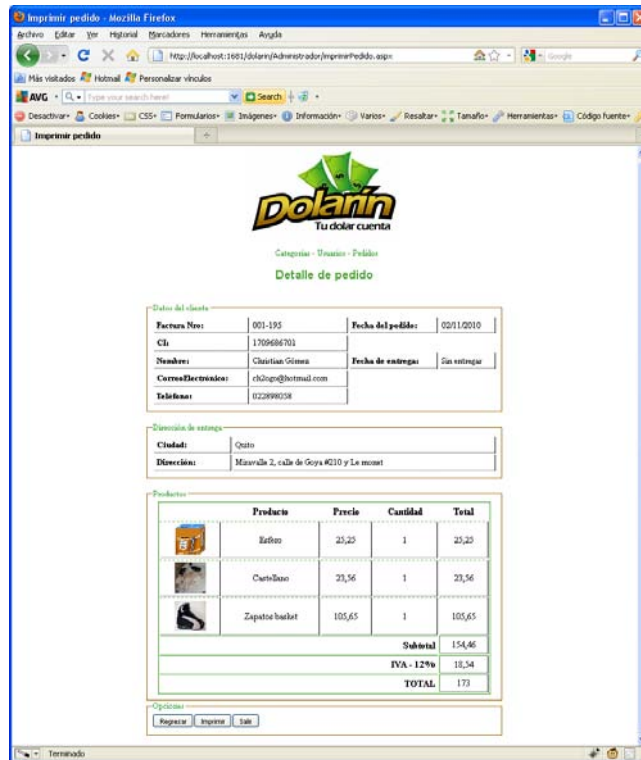 Imprimir pedido - Mozilla Firefox
Archivo Editar Ver Historial Marcadores Herramientas Ayuda
http://localhost:1681/dolarin/Administrador/ImprimirPedido.aspx Google
Más visitados Hotmail Personalizar vínculos
AVG Type your search here! Search
Desactivar Cookies CSS Formularios Imágenes Información Varios Resaltar Tamaño Herramientas Código fuente
Imprimir pedido
Dolarín
Tu dolar cuenta
Categorías - Usuarios - Pedidos
Detalle de pedido
Datos del cliente
Factura Nro: 001-195 Fecha del pedido: 02/11/2010
CI: 1709686701
Nombre: Christian Gómez Fecha de entrega: Sin entregar
CorreoElectrónico: ch2ogo@hotmail.com
Teléfono: 022898058
Dirección de entrega
Ciudad: Quito
Dirección: Miravalle 2, calle de Goya #210 y Le monet
Productos
Producto Precio Cantidad Total
Esfero 25,25 1 25,25
Castellano 23,56 1 23,56
Zapatos basket 105,65 1 105,65
Subtotal 154,46
IVA - 12% 18,54
TOTAL 173
Opciones
Regresar Imprimir Salir
Terminado